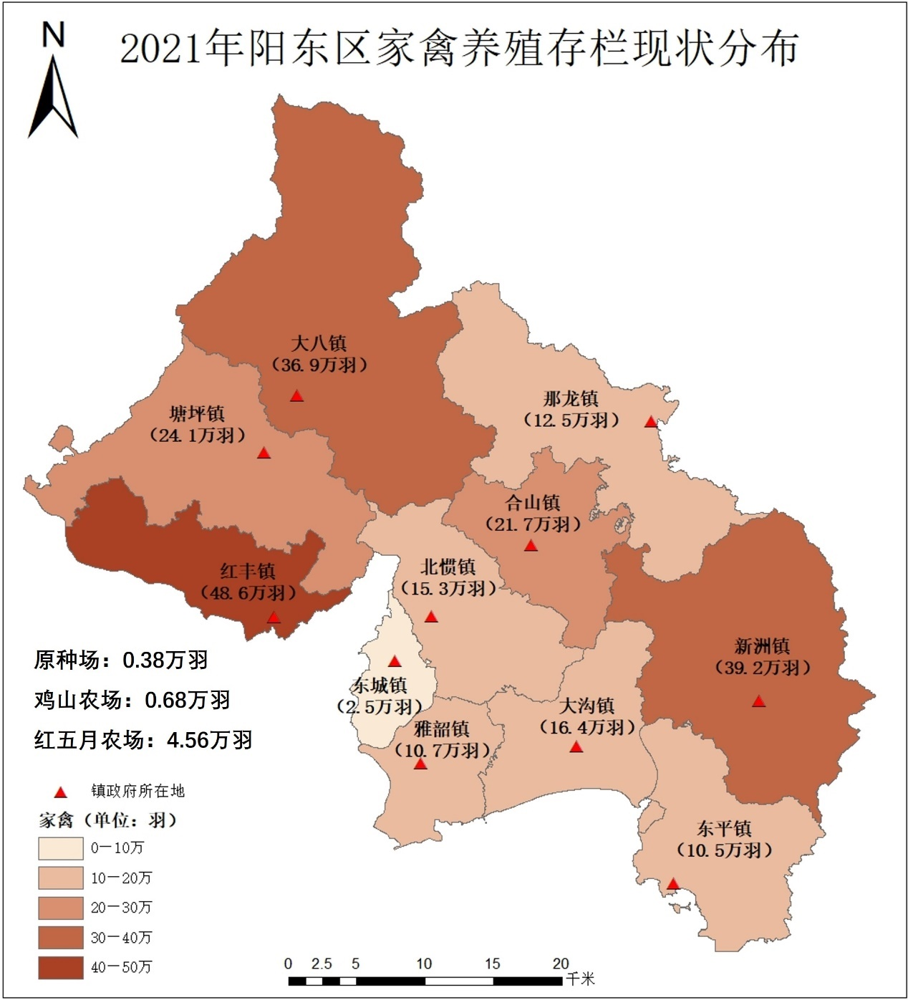 N
2021年阳东区家禽养殖存栏现状分布
大八镇
（36.9万羽）
那龙镇
（12.5万羽）
塘坪镇
（24.1万羽）
合山镇
（21.7万羽）
红丰镇
（48.6万羽）
北惯镇
（15.3万羽）
新洲镇
（39.2万羽）
东城镇
（2.5万羽）
大沟镇
（16.4万羽）
雅韶镇
（10.7万羽）
东平镇
（10.5万羽）
原种场：0.38万羽
鸡山农场：0.68万羽
红五月农场：4.56万羽
镇政府所在地
家禽（单位：羽）
0－10万
10－20万
20－30万
30－40万
40－50万
0 2.5 5 10 15 20
千米